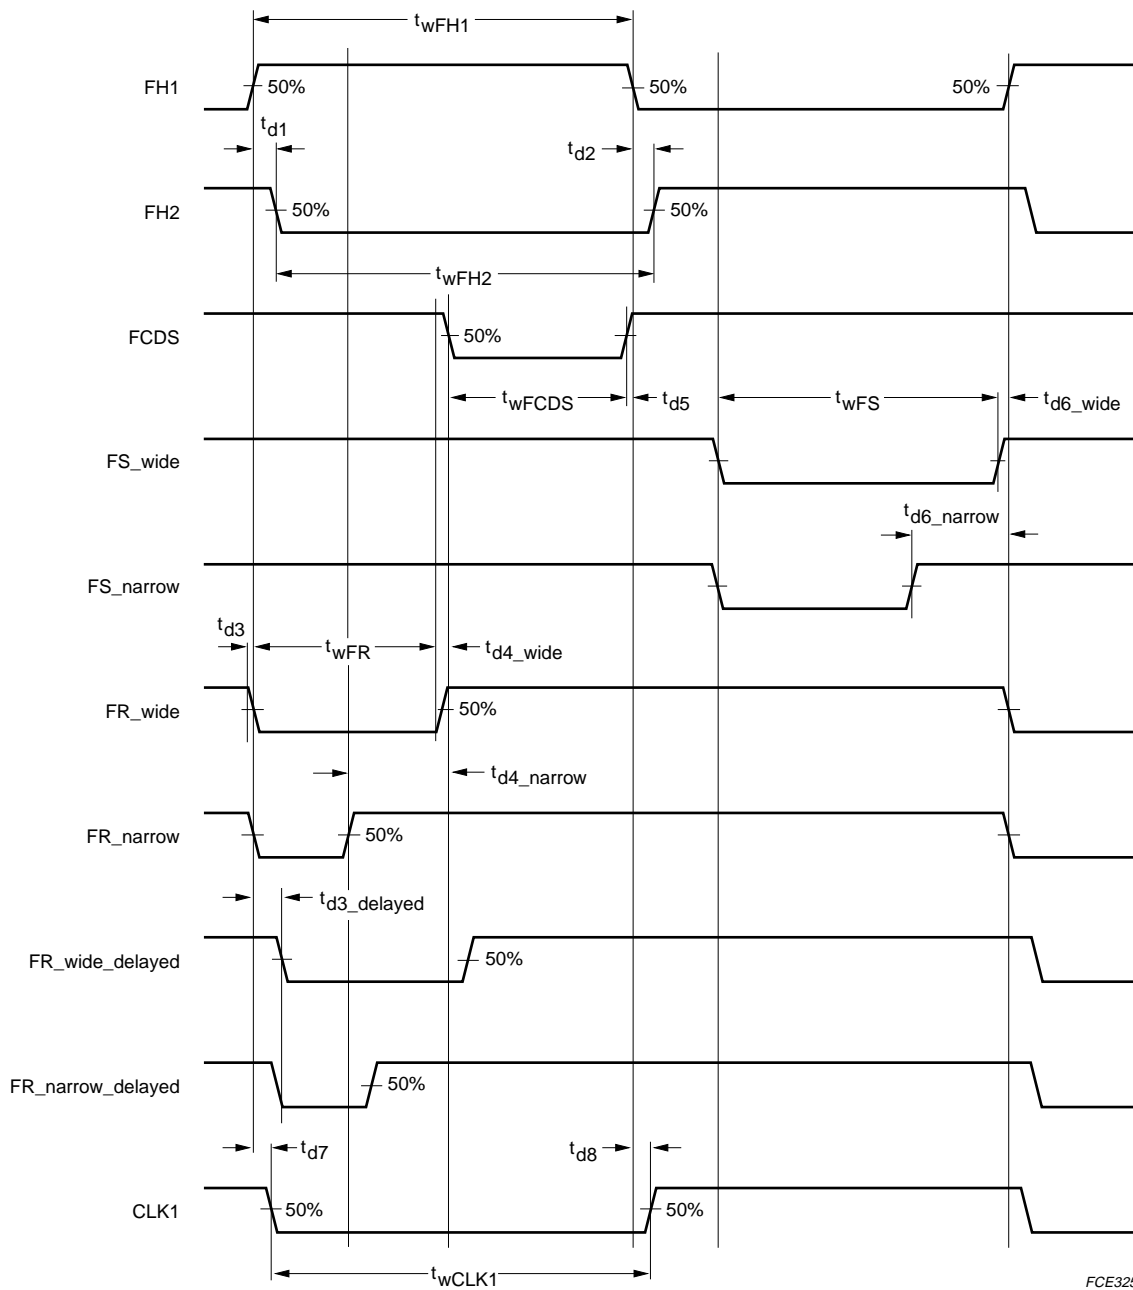 twFH1
FH1
50%
50%
50%
td1
td2
FH2
50%
50%
twFH2
FCDS
50%
twFCDS
td5
twFS
td6_wide
FS_wide
td6_narrow
FS_narrow
td3
twFR
td4_wide
FR_wide
50%
td4_narrow
FR_narrow
50%
td3_delayed
FR_wide_delayed
50%
FR_narrow_delayed
50%
td7
td8
CLK1
50%
50%
twCLK1
FCE325